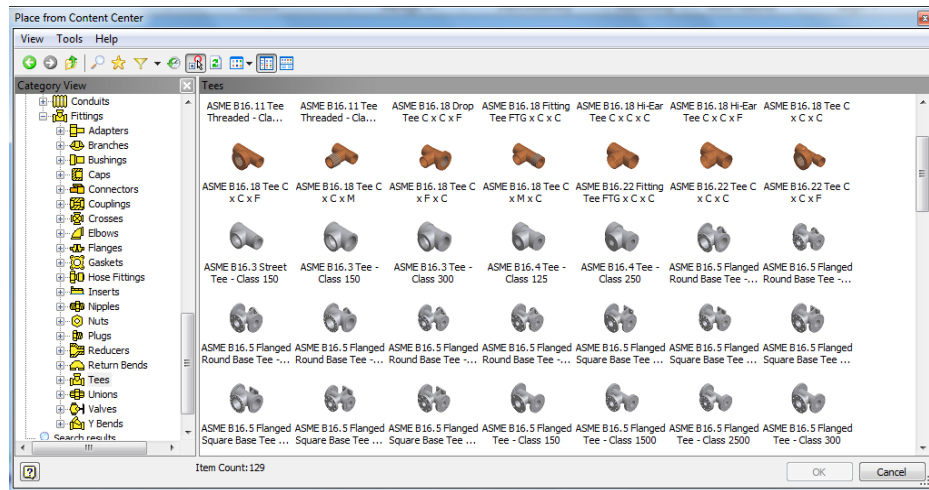 Place from Content Center
View Tools Help
Category View
Tees
Conduits
Fittings
Adapters
Branches
Bushings
Caps
Connectors
Couplings
Crosses
Elbows
Flanges
Gaskets
Hose Fittings
Inserts
Nipples
Nuts
Plugs
Reducers
Return Bends
Tees
Unions
Valves
Y Bends
Search results
ASME B16.11 Tee ASME B16.11 Tee ASME B16.18 Drop ASME B16.18 Fitting ASME B16.18 Hi-Ear ASME B16.18 Hi-Ear ASME B16.18 Tee C
Threaded - Cla... Threaded - Cla... Tee C x C x F Tee FTG x C x C Tee C x C x C Tee C x C x F x C x C
ASME B16.18 Tee C ASME B16.18 Tee C ASME B16.18 Tee C ASME B16.18 Tee C ASME B16.22 Fitting ASME B16.22 Tee C ASME B16.22 Tee C
x C x F x C x M x F x C x M x C Tee FTG x C x C x C x C x C x F
ASME B16.3 Street ASME B16.3 Tee - ASME B16.3 Tee - ASME B16.4 Tee - ASME B16.4 Tee - ASME B16.5 Flanged ASME B16.5 Flanged
Tee - Class 150 Class 150 Class 300 Class 125 Class 250 Round Base Tee -... Round Base Tee -...
ASME B16.5 Flanged ASME B16.5 Flanged ASME B16.5 Flanged ASME B16.5 Flanged ASME B16.5 Flanged ASME B16.5 Flanged ASME B16.5 Flanged
Round Base Tee -... Round Base Tee -... Round Base Tee -... Round Base Tee -... Square Base Tee ... Square Base Tee ... Square Base Tee ...
ASME B16.5 Flanged ASME B16.5 Flanged ASME B16.5 Flanged ASME B16.5 Flanged ASME B16.5 Flanged ASME B16.5 Flanged ASME B16.5 Flanged
Square Base Tee ... Square Base Tee ... Square Base Tee ... Tee - Class 150 Tee - Class 1500 Tee - Class 2500 Tee - Class 300
Item Count:129
OK
Cancel